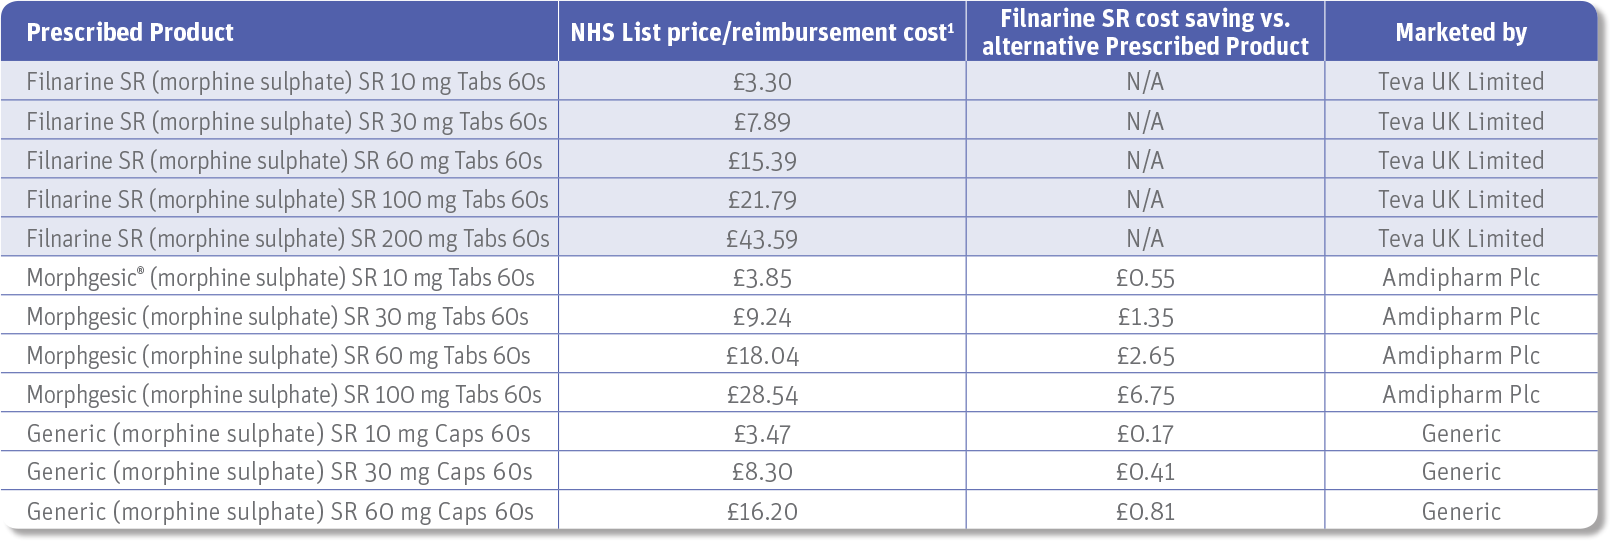 Prescribed Product NHS List price/reimbursement cost¹ Filnarine SR cost saving vs. alternative Prescribed Product Marketed by
Filnarine SR (morphine sulphate) SR 10 mg Tabs 60s £3.30 N/A Teva UK Limited
Filnarine SR (morphine sulphate) SR 30 mg Tabs 60s £7.89 N/A Teva UK Limited
Filnarine SR (morphine sulphate) SR 60 mg Tabs 60s £15.39 N/A Teva UK Limited
Filnarine SR (morphine sulphate) SR 100 mg Tabs 60s £21.79 N/A Teva UK Limited
Filnarine SR (morphine sulphate) SR 200 mg Tabs 60s £43.59 N/A Teva UK Limited
Morphgesic® (morphine sulphate) SR 10 mg Tabs 60s £3.85 £0.55 Amdipharm Plc
Morphgesic (morphine sulphate) SR 30 mg Tabs 60s £9.24 £1.35 Amdipharm Plc
Morphgesic (morphine sulphate) SR 60 mg Tabs 60s £18.04 £2.65 Amdipharm Plc
Morphgesic (morphine sulphate) SR 100 mg Tabs 60s £28.54 £6.75 Amdipharm Plc
Generic (morphine sulphate) SR 10 mg Caps 60s £3.47 £0.17 Generic
Generic (morphine sulphate) SR 30 mg Caps 60s £8.30 £0.41 Generic
Generic (morphine sulphate) SR 60 mg Caps 60s £16.20 £0.81 Generic